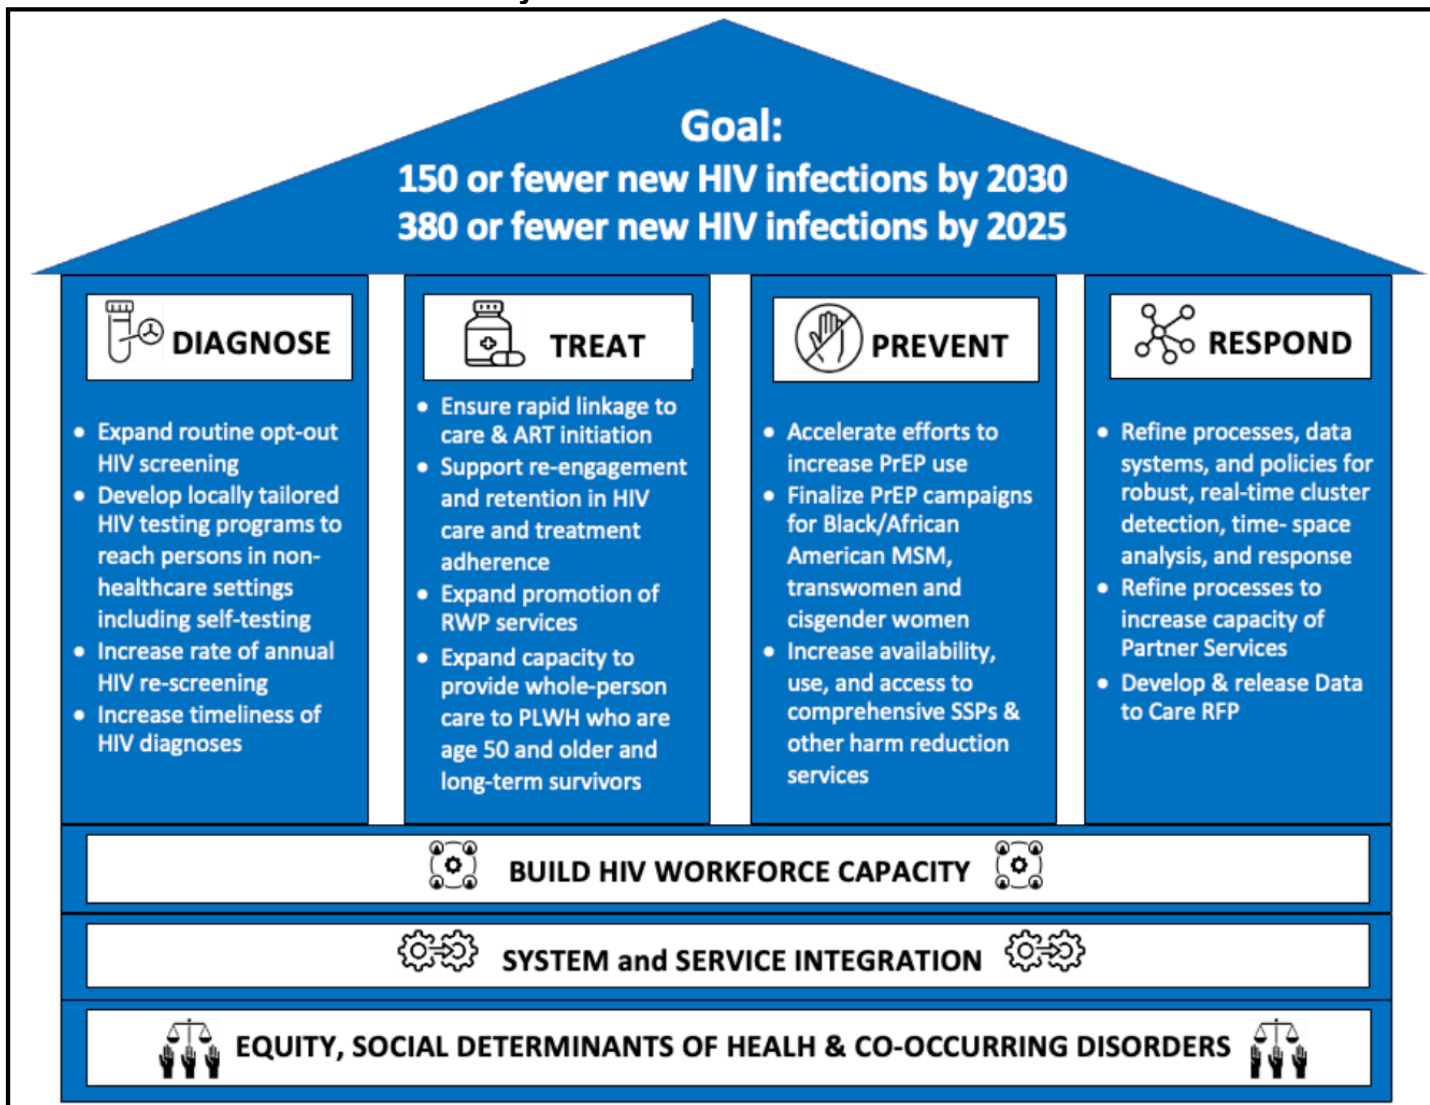 Goal:
150 or fewer new HIV infections by 2030
380 or fewer new HIV infections by 2025
DIAGNOSE
• Expand routine opt-out
HIV screening
• Develop locally tailored
HIV testing programs to
reach persons in non-
healthcare settings
including self-testing
• Increase rate of annual
HIV re-screening
• Increase timeliness of
HIV diagnoses
TREAT
• Ensure rapid linkage to
care & ART initiation
• Support re-engagement
and retention in HIV
care and treatment
adherence
• Expand promotion of
RWP services
• Expand capacity to
provide whole-person
care to PLWH who are
age 50 and older and
long-term survivors
PREVENT
• Accelerate efforts to
increase PrEP use
• Finalize PrEP campaigns
for Black/African
American MSM,
transwomen and
cisgender women
• Increase availability,
use, and access to
comprehensive SSPs &
other harm reduction
services
RESPOND
• Refine processes, data
systems, and policies for
robust, real-time cluster
detection, time- space
analysis, and response
• Refine processes to
increase capacity of
Partner Services
• Develop & release Data
to Care RFP
BUILD HIV WORKFORCE CAPACITY
SYSTEM and SERVICE INTEGRATION
EQUITY, SOCIAL DETERMINANTS OF HEALH & CO-OCCURRING DISORDERS